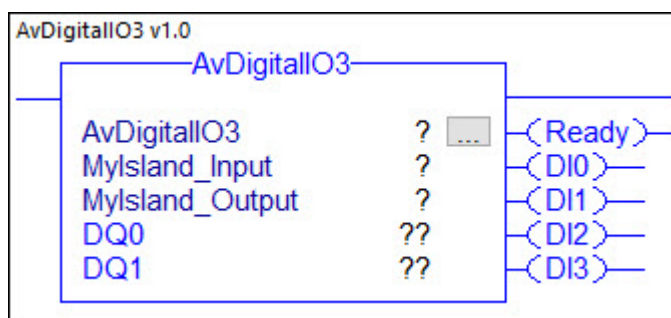 AvDigitalIO3 v1.0
AvDigitalIO3
AvDigitalIO3 ? ... Ready
MyIsland_Input ? DI0
MyIsland_Output ? DI1
DQ0 ?? DI2
DQ1 ?? DI3